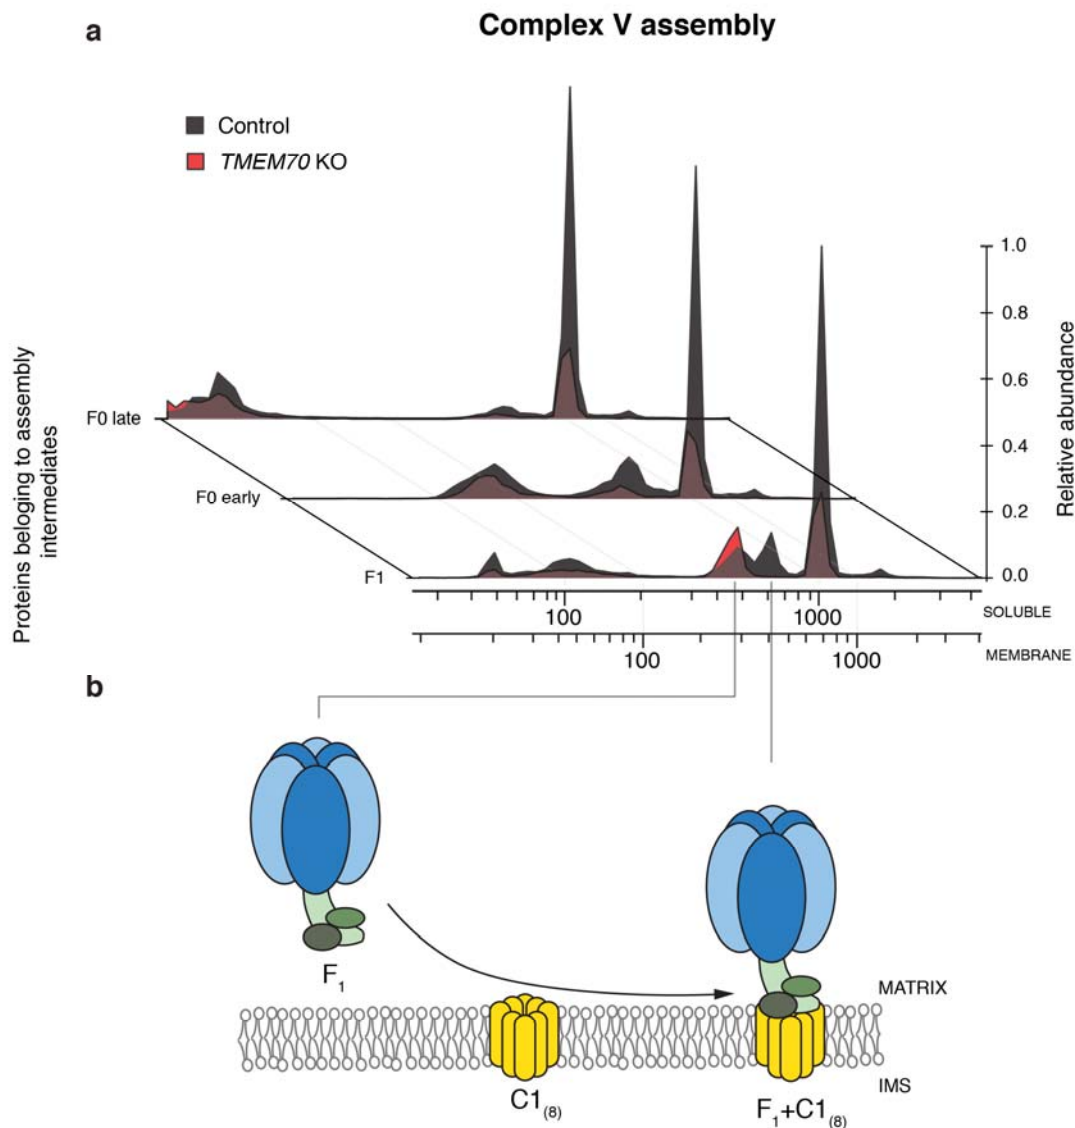 Complex V assembly
a
Control
TMEM70 KO
Proteins beloging to assembly
intermediates
F0 late
F0 early
F1
1.0
0.8
0.6
0.4
0.2
0.0
Relative abundance
100 1000 SOLUBLE
100 1000 MEMBRANE
b
F1
MATRIX
IMS
C1(8)
F1+C1(8)